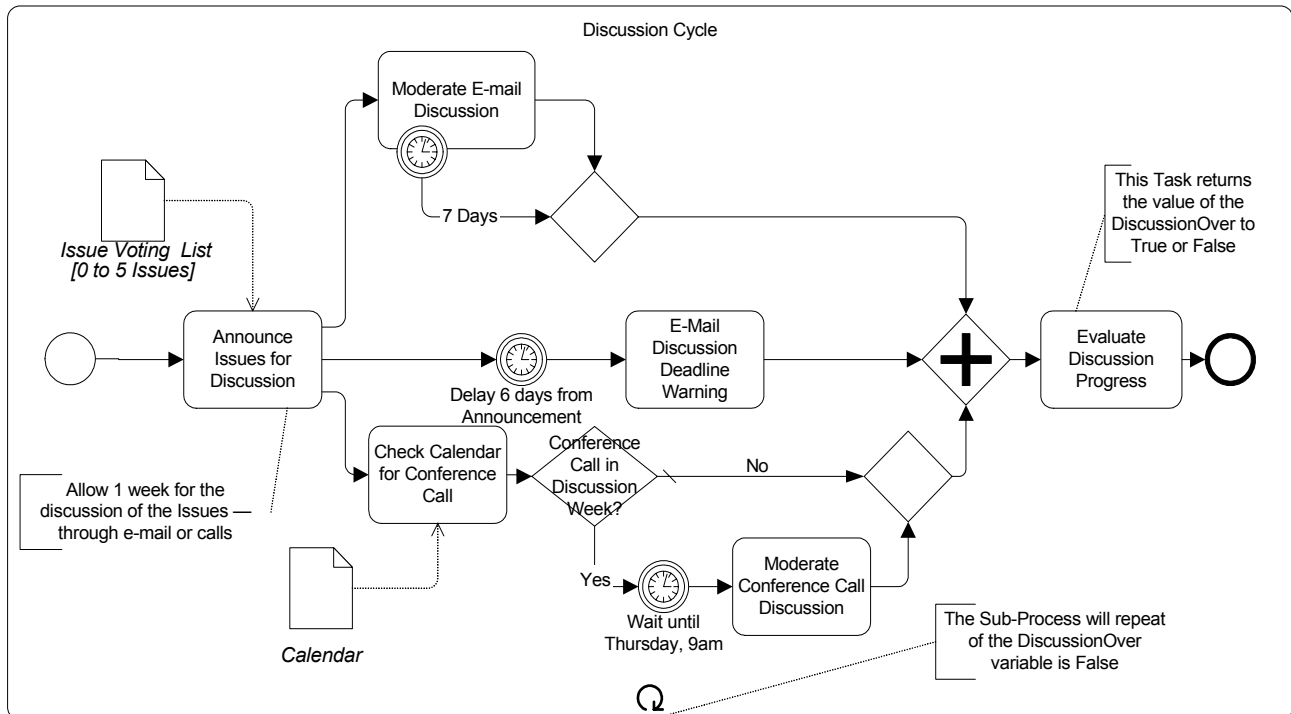 Discussion Cycle
Moderate E-mail
Discussion
7 Days
This Task returns
the value of the
DiscussionOver to
True or False
Issue Voting List
[0 to 5 Issues]
Announce
Issues for
Discussion
Delay 6 days from
Announcement
E-Mail
Discussion
Deadline
Warning
Evaluate
Discussion
Progress
Allow 1 week for the
discussion of the Issues —
through e-mail or calls
Check Calendar
for Conference
Call
Conference
Call in
Discussion
Week?
No
Yes
Wait until
Thursday, 9am
Moderate
Conference Call
Discussion
Calendar
The Sub-Process will repeat
of the DiscussionOver
variable is False